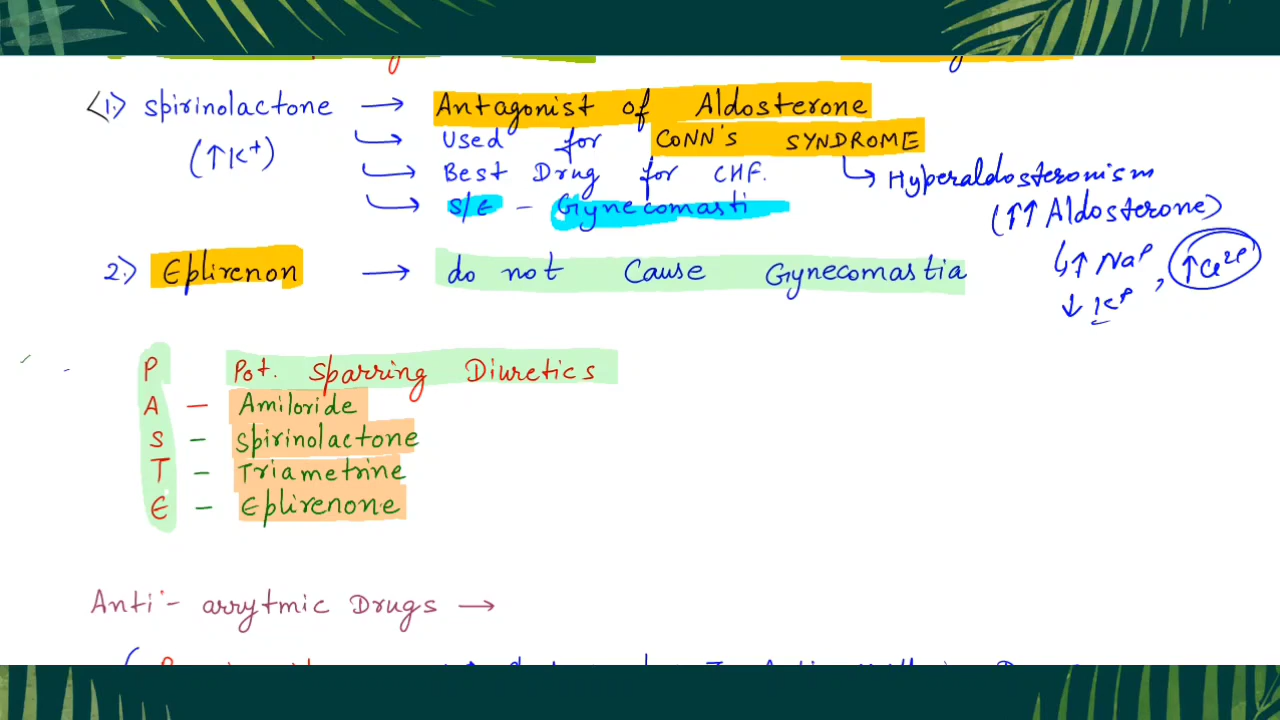 1.) Spirinolactone → Antagonist of Aldosterone
(↑K+)
Used for CONN'S SYNDROME
→ Hyperaldosteronism
Best Drug for CHF.
(↑↑ Aldosterone)
S/E - Gynecomasti
2.) Eplirenon → do not Cause Gynecomastia
↑ Na+
↓ K+,
P Pot. Sparring Diuretics
A - Amiloride
S - Spirinolactone
T - Triametrine
E - Eplirenone
Anti - arrytmic Drugs →